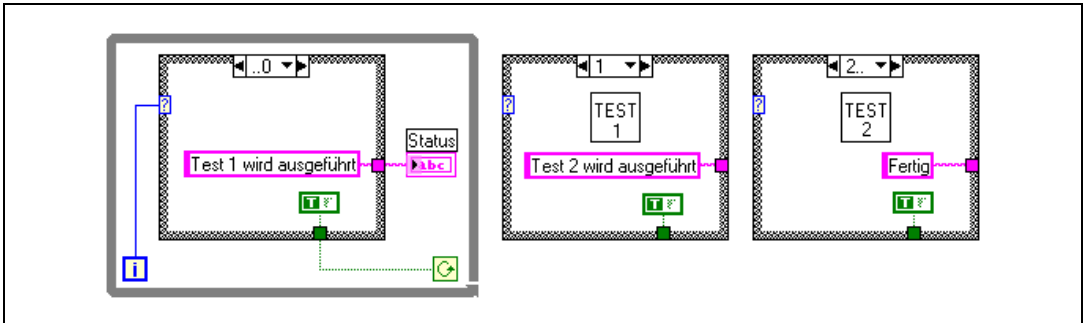 ..0
?
Test 1 wird ausgeführt
Status
abc
T F
i
1
?
TEST
1
Test 2 wird ausgeführt
T F
2..
?
TEST
2
Fertig
T F